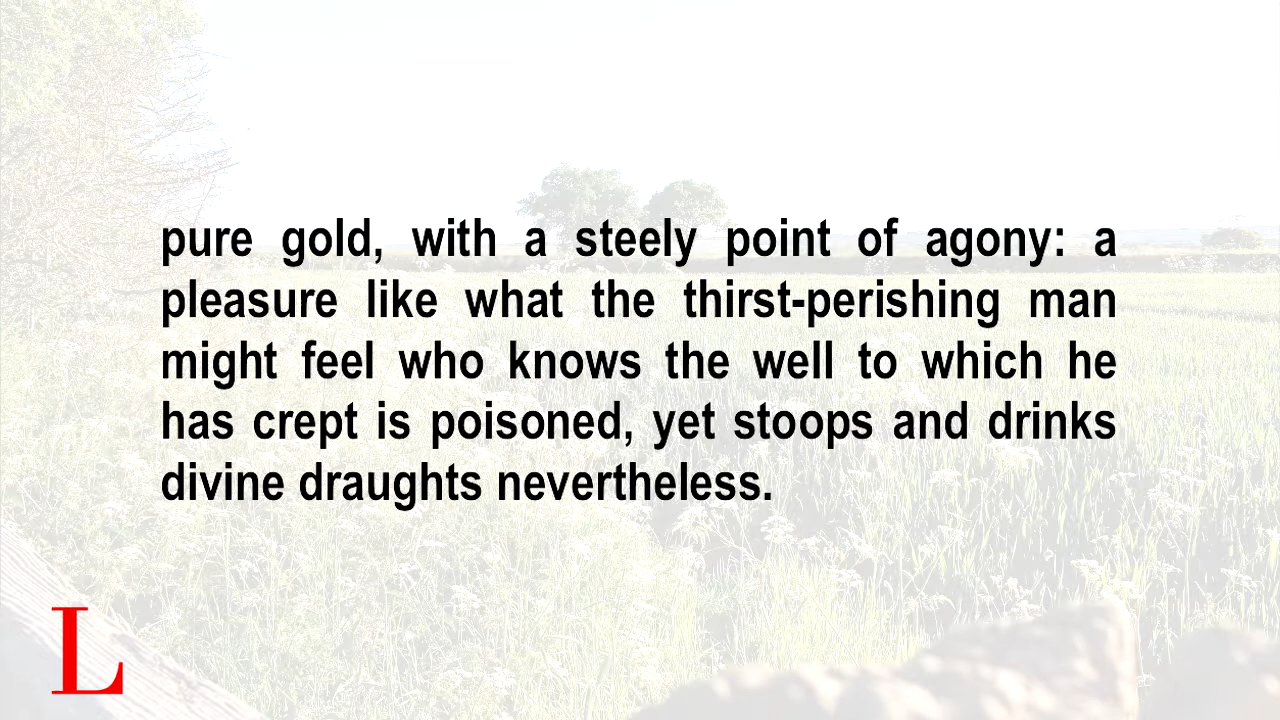 pure gold, with a steely point of agony: a
pleasure like what the thirst-perishing man
might feel who knows the well to which he
has crept is poisoned, yet stoops and drinks
divine draughts nevertheless.
L